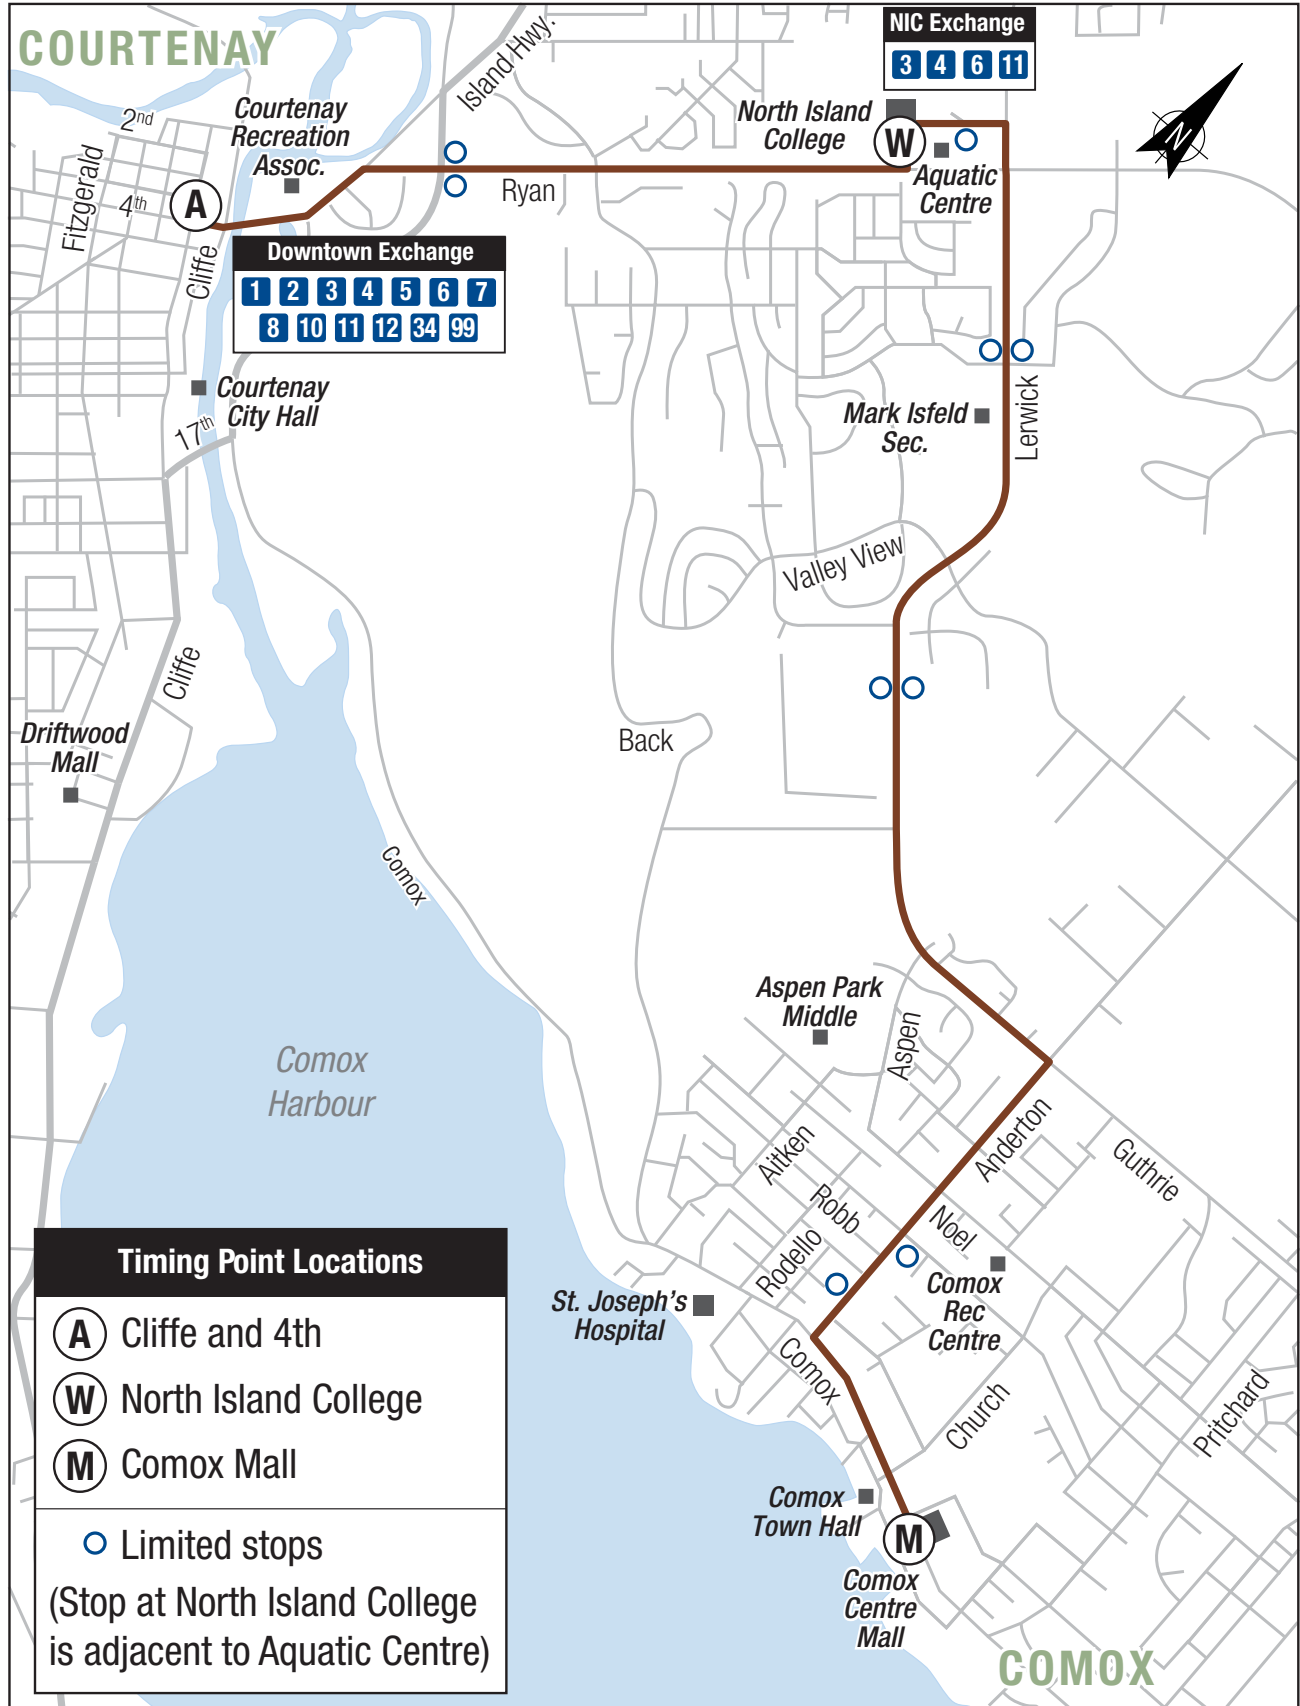 COURTENAY
Island Hwy.
NIC Exchange
3 4 6 11
2nd
Courtenay
Recreation
Assoc.
North Island
College
W
N
Fitzgerald
4th
A
Ryan
Aquatic
Centre
Cliffe
Downtown Exchange
1 2 3 4 5 6 7
8 10 11 12 34 99
Courtenay
City Hall
17th
Mark Isfeld
Sec.
Lerwick
Valley View
Cliffe
Driftwood
Mall
Back
Comox
Aspen Park
Middle
Aspen
Comox
Harbour
Aitken
Anderton
Guthrie
Robb
Noel
Rodello
Comox
Rec
Centre
St. Joseph's
Hospital
Comox
Church
Pritchard
Comox
Town Hall
M
Comox
Centre
Mall
COMOX
Timing Point Locations
A Cliffe and 4th
W North Island College
M Comox Mall
Limited stops
(Stop at North Island College
is adjacent to Aquatic Centre)